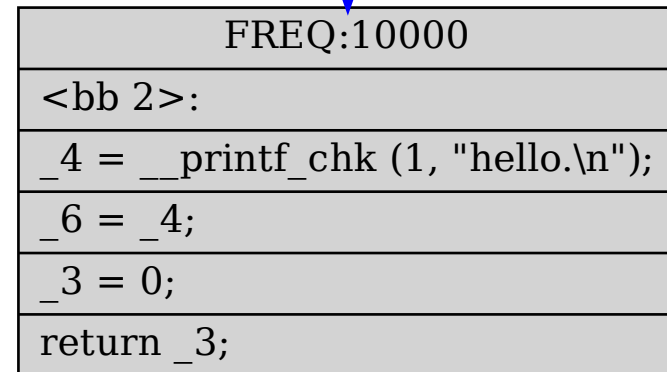 FREQ:10000
<bb 2>:
_4 = __printf_chk (1, "hello.\n");
_6 = _4;
_3 = 0;
return _3;